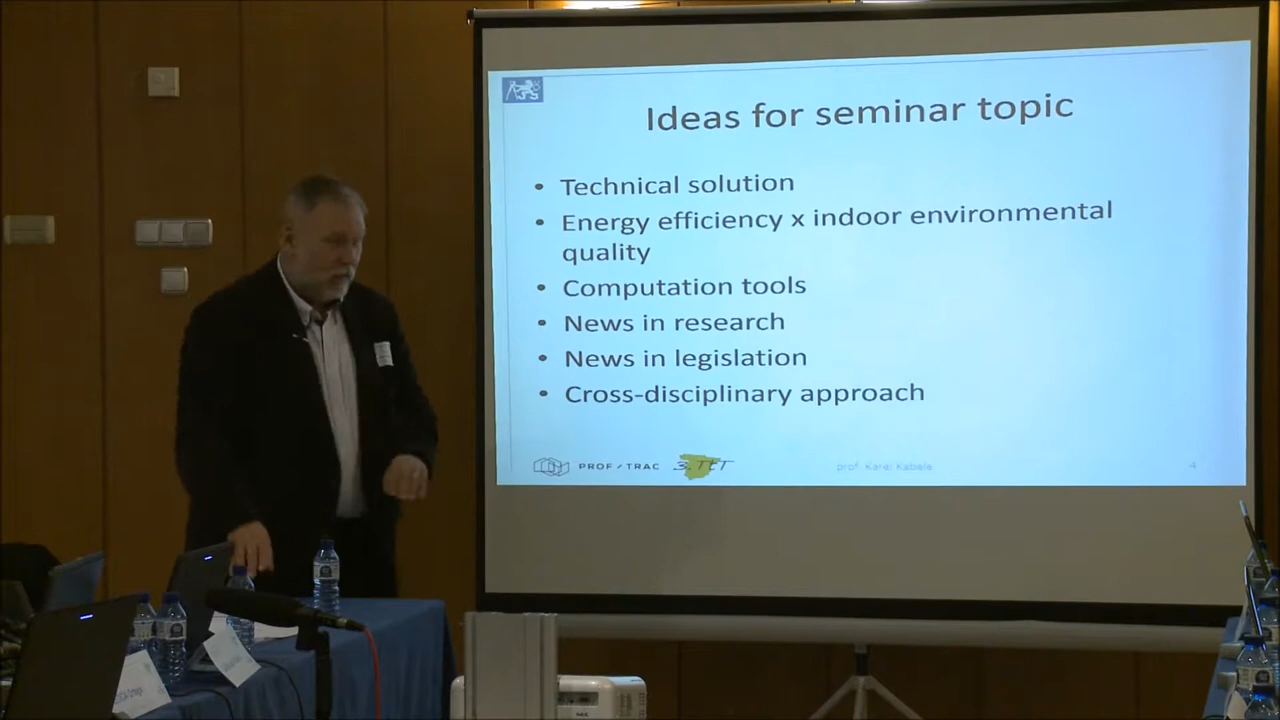 Ideas for seminar topic
• Technical solution
• Energy efficiency x indoor environmental
quality
• Computation tools
• News in research
• News in legislation
• Cross-disciplinary approach
PROF/TRAC
prof. Karel Kabele
4
NEC